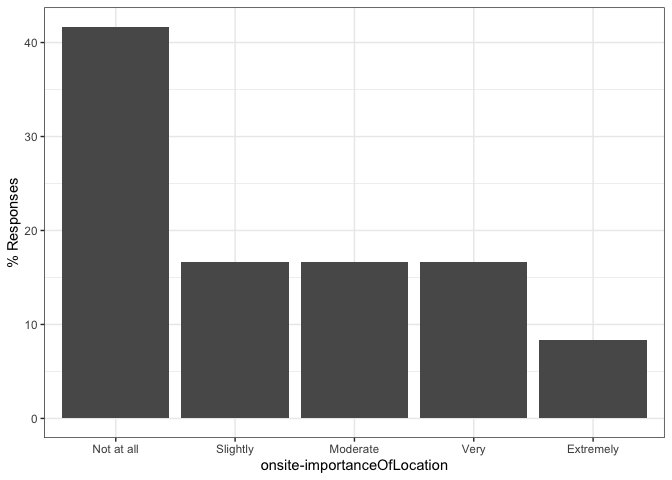 % Responses
40
30
20
10
0
Not at all Slightly Moderate Very Extremely
onsite-importanceOfLocation